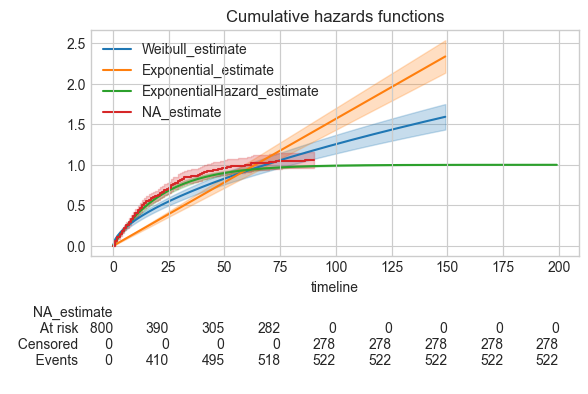 Cumulative hazards functions
Weibull_estimate
Exponential_estimate
ExponentialHazard_estimate
NA_estimate
2.5
2.0
1.5
1.0
0.5
0.0
0 25 50 75 100 125 150 175 200
timeline
NA_estimate
At risk 800 390 305 282 0 0 0 0 0
Censored 0 0 0 0 278 278 278 278 278
Events 0 410 495 518 522 522 522 522 522